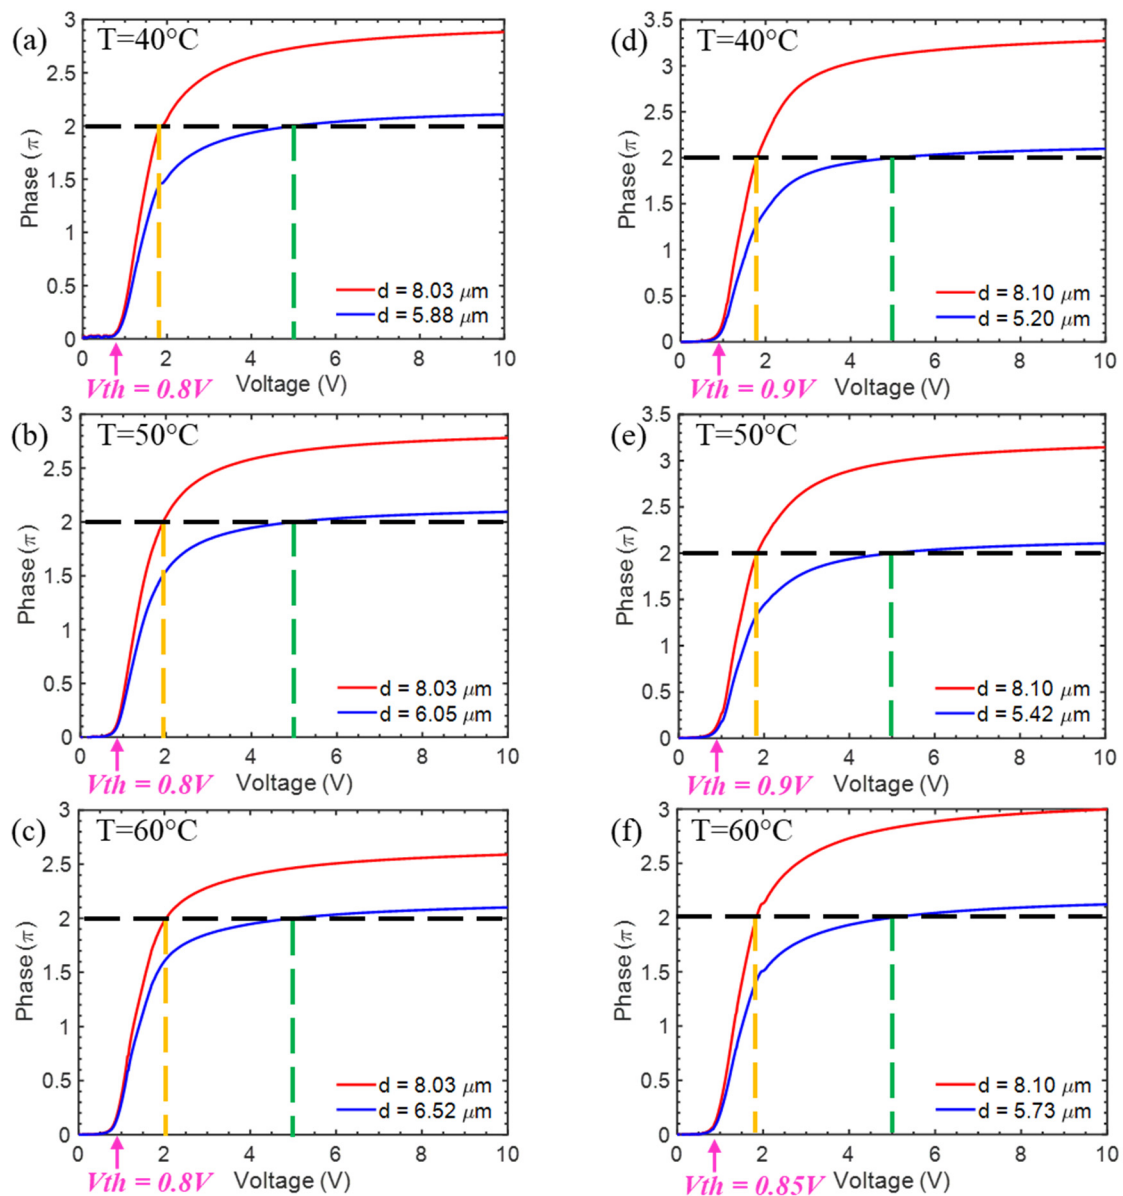 (a)
T=40°C
3
2.5
2
1.5
1
0.5
0
Phase (π)
d = 8.03 μm
d = 5.88 μm
0 2 4 6 8 10
Vth = 0.8V
Voltage (V)
(d)
T=40°C
3.5
3
2.5
2
1.5
1
0.5
0
Phase (π)
d = 8.10 μm
d = 5.20 μm
0 2 4 6 8 10
Vth = 0.9V
Voltage (V)
(b)
T=50°C
3
2.5
2
1.5
1
0.5
0
Phase (π)
d = 8.03 μm
d = 6.05 μm
0 2 4 6 8 10
Vth = 0.8V
Voltage (V)
(e)
T=50°C
3.5
3
2.5
2
1.5
1
0.5
0
Phase (π)
d = 8.10 μm
d = 5.42 μm
0 2 4 6 8 10
Vth = 0.9V
Voltage (V)
(c)
T=60°C
3
2.5
2
1.5
1
0.5
0
Phase (π)
d = 8.03 μm
d = 6.52 μm
0 2 4 6 8 10
Vth = 0.8V
Voltage (V)
(f)
T=60°C
3
2.5
2
1.5
1
0.5
0
Phase (π)
d = 8.10 μm
d = 5.73 μm
0 2 4 6 8 10
Vth = 0.85V
Voltage (V)